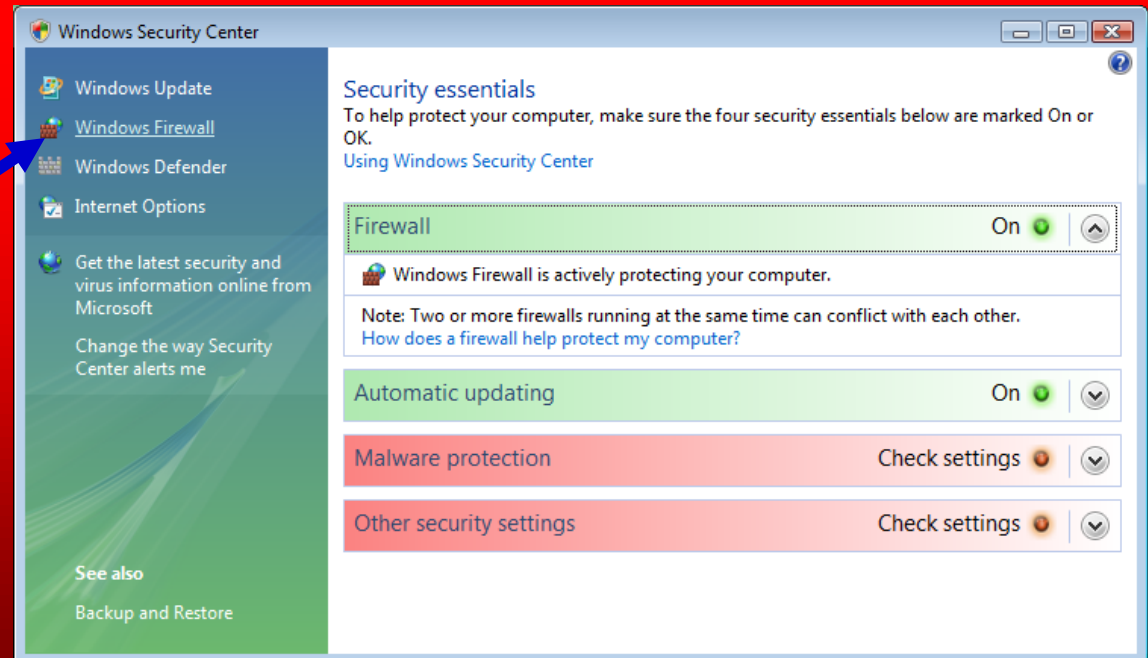 Windows Security Center
Windows Update
Windows Firewall
Windows Defender
Internet Options
Get the latest security and
virus information online from
Microsoft
Change the way Security
Center alerts me
See also
Backup and Restore
Security essentials
To help protect your computer, make sure the four security essentials below are marked On or
OK.
Using Windows Security Center
Firewall On
Windows Firewall is actively protecting your computer.
Note: Two or more firewalls running at the same time can conflict with each other.
How does a firewall help protect my computer?
Automatic updating On
Malware protection Check settings
Other security settings Check settings